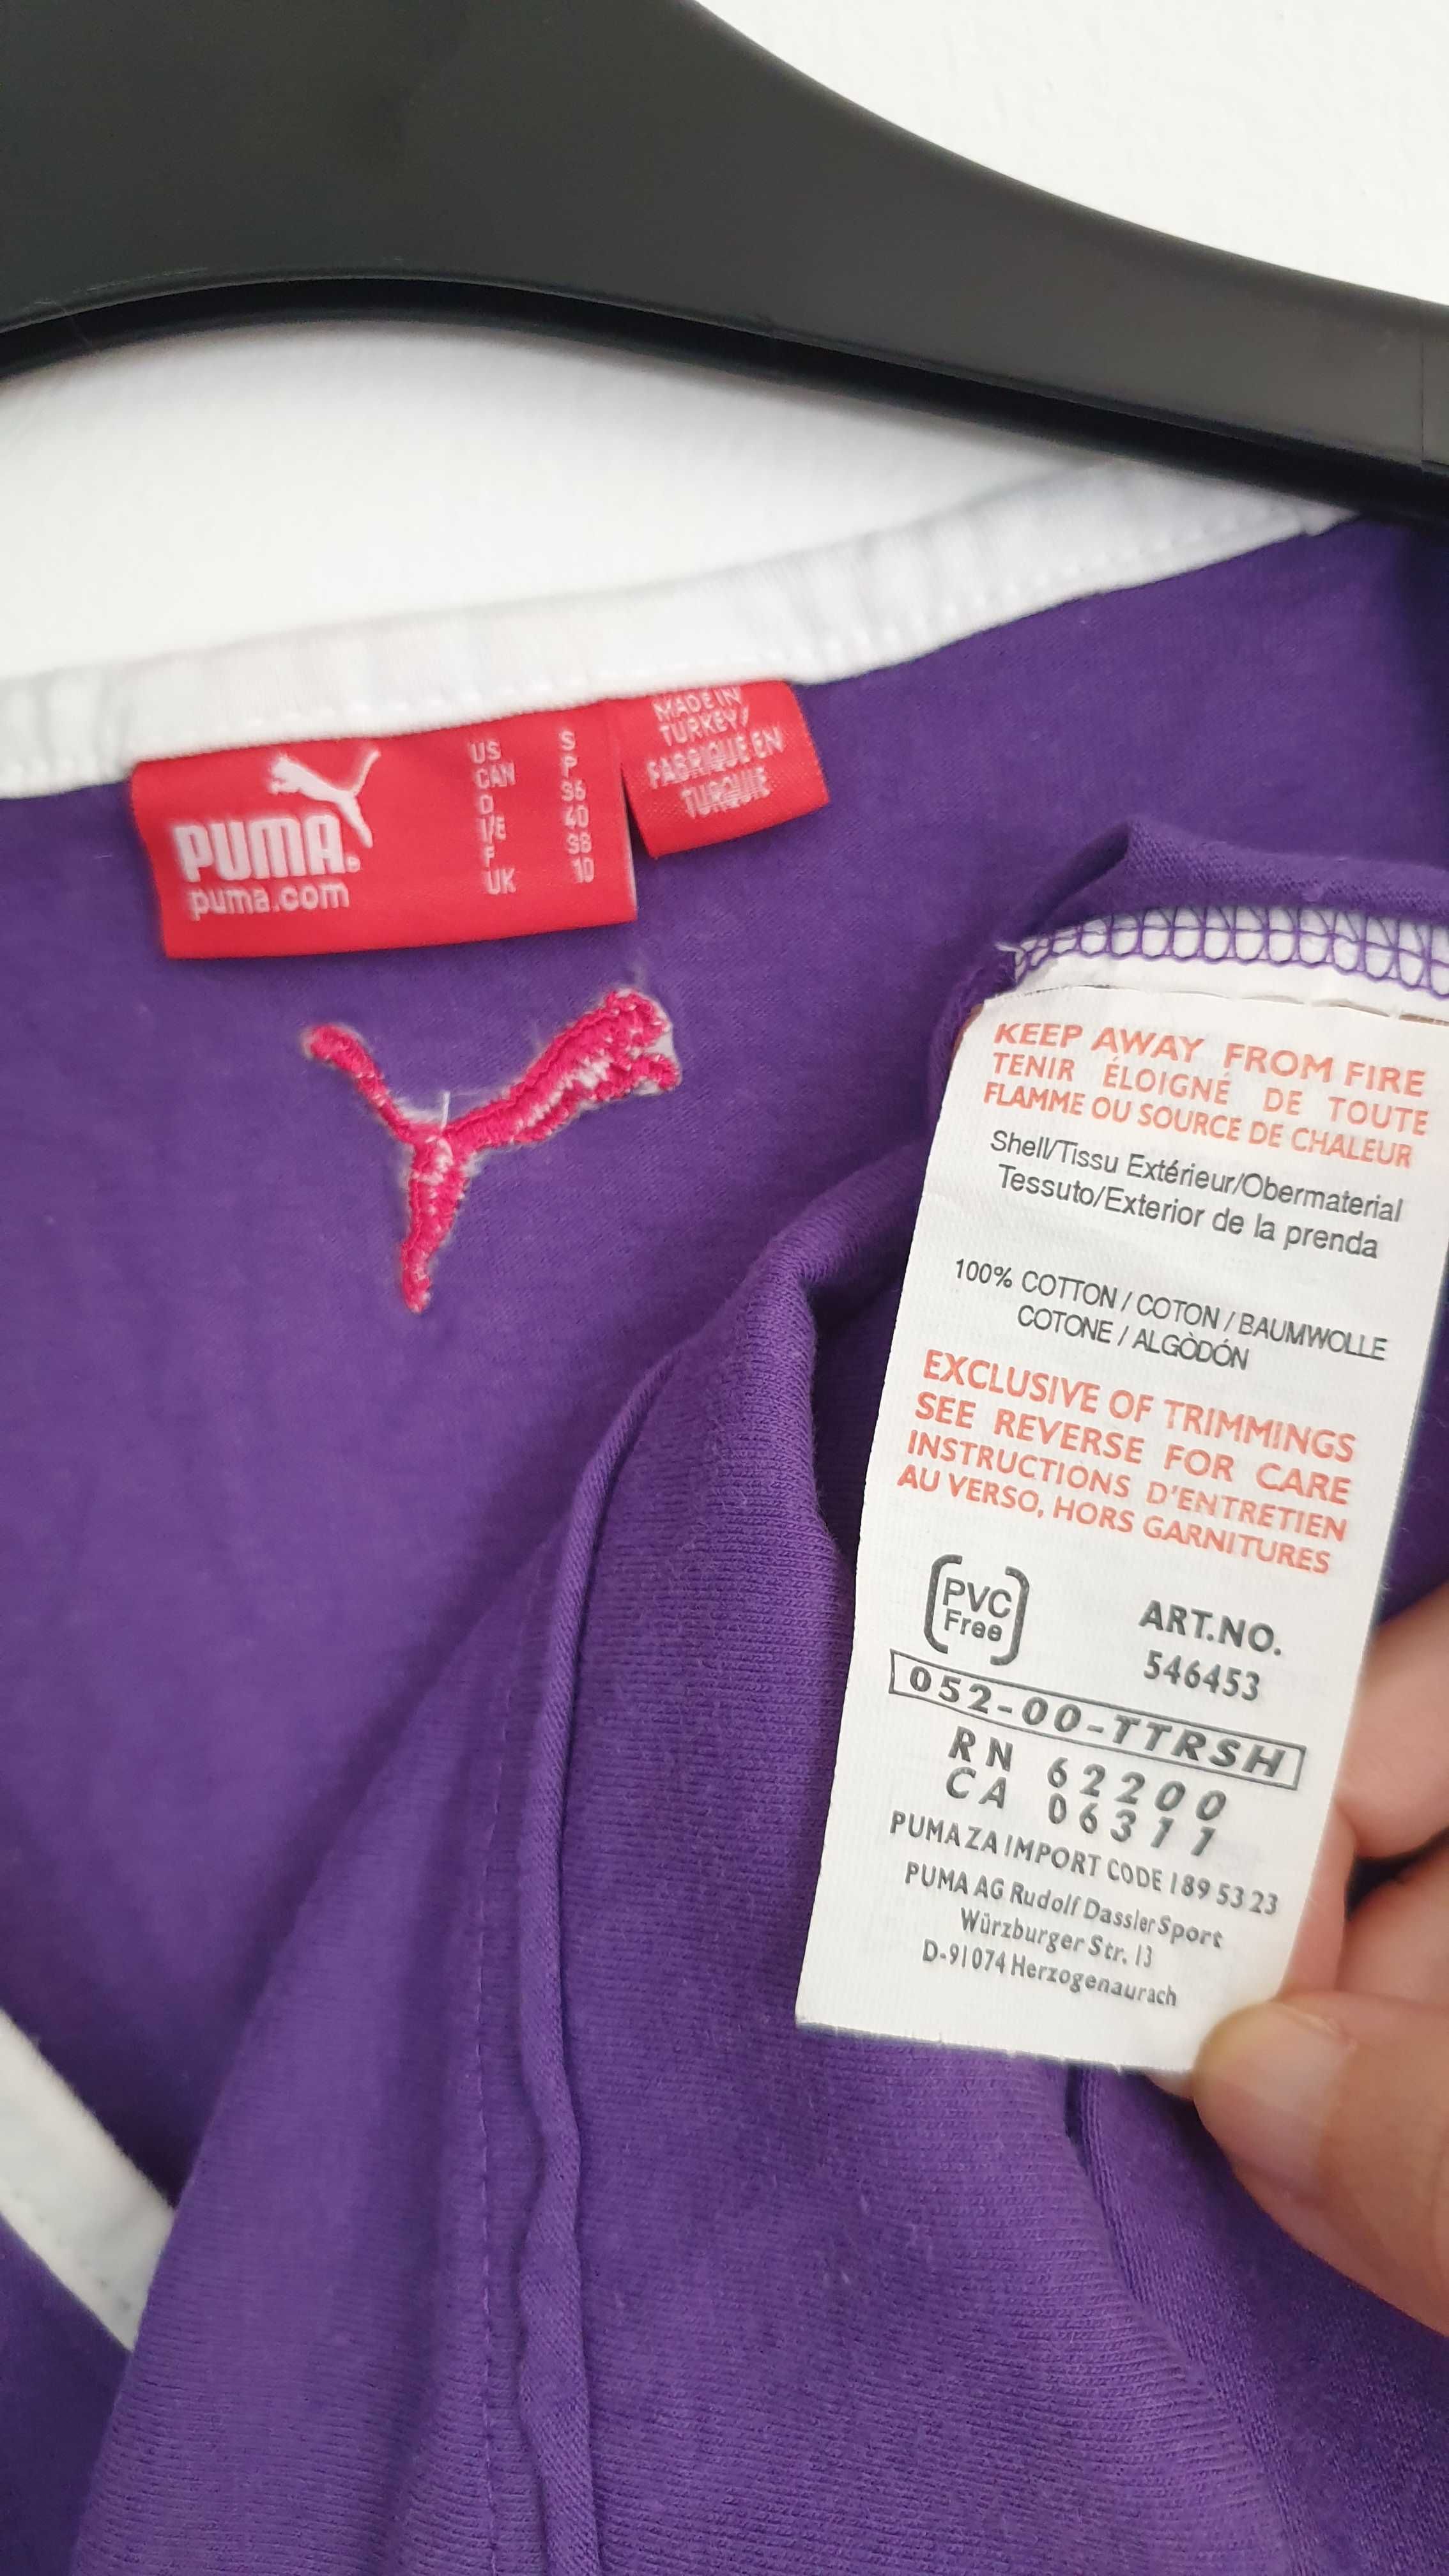 PUMA
puma.com
US S
CAN P
D 36
I/E 40
F 38
UK 10
MADE IN
TURKEY/
FABRIQUE EN
TURQUIE
KEEP AWAY FROM FIRE
TENIR ÉLOIGNÉ DE TOUTE
FLAMME OU SOURCE DE CHALEUR
Shell/Tissu Extérieur/Obermaterial
Tessuto/Exterior de la prenda
100% COTTON / COTON / BAUMWOLLE
COTONE / ALGÒDÓN
EXCLUSIVE OF TRIMMINGS
SEE REVERSE FOR CARE
INSTRUCTIONS D'ENTRETIEN
AU VERSO, HORS GARNITURES
PVC
Free
ART.NO.
546453
052-00-TTRSH
RN 62200
CA 06311
PUMA ZA IMPORT CODE 189 53 23
PUMA AG Rudolf Dassler Sport
Würzburger Str. 13
D-91074 Herzogenaurach